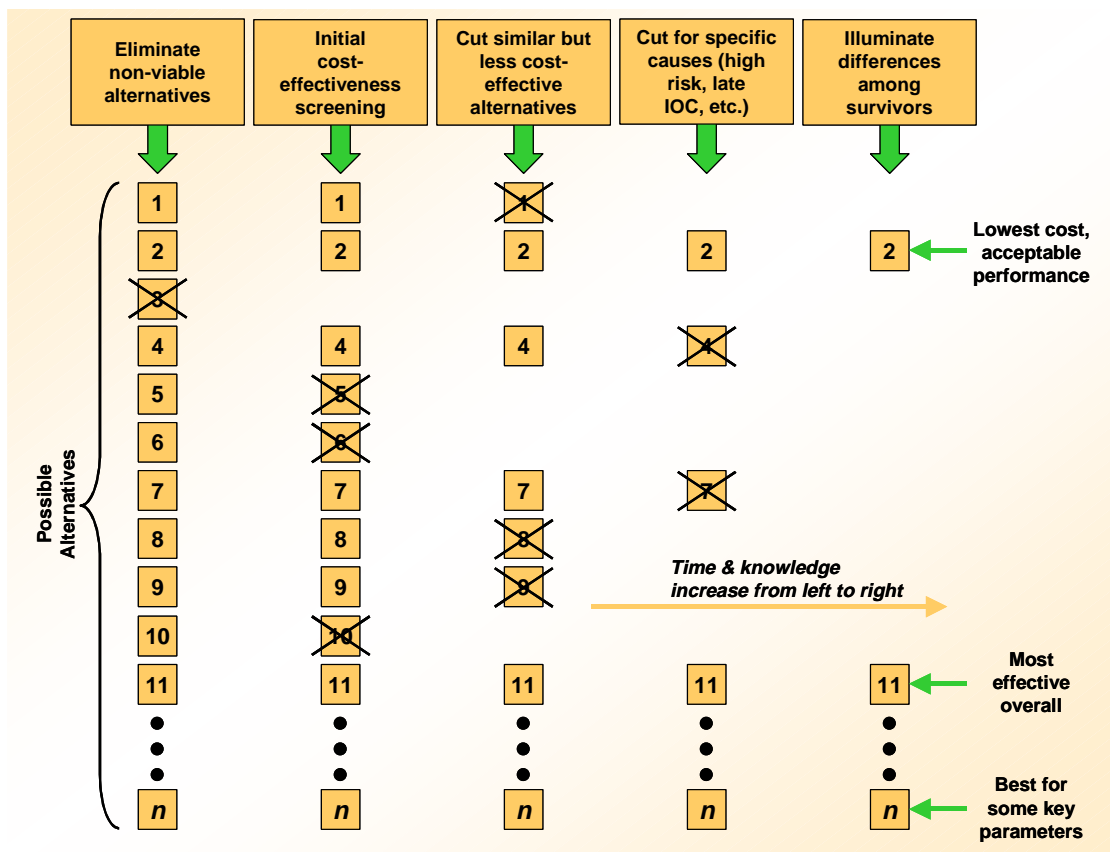 Eliminate
non-viable
alternatives
Initial
cost-
effectiveness
screening
Cut similar but
less cost-
effective
alternatives
Cut for specific
causes (high
risk, late
IOC, etc.)
Illuminate
differences
among
survivors
Possible
Alternatives
1 1 1
2 2 2 2 2
Lowest cost,
acceptable
performance
3
4 4 4 4
5 5
6 6
7 7 7 7
8 8 8
9 9 9
Time & knowledge
increase from left to right
10 10
11 11 11 11 11
Most
effective
overall
n n n n n
Best for
some key
parameters